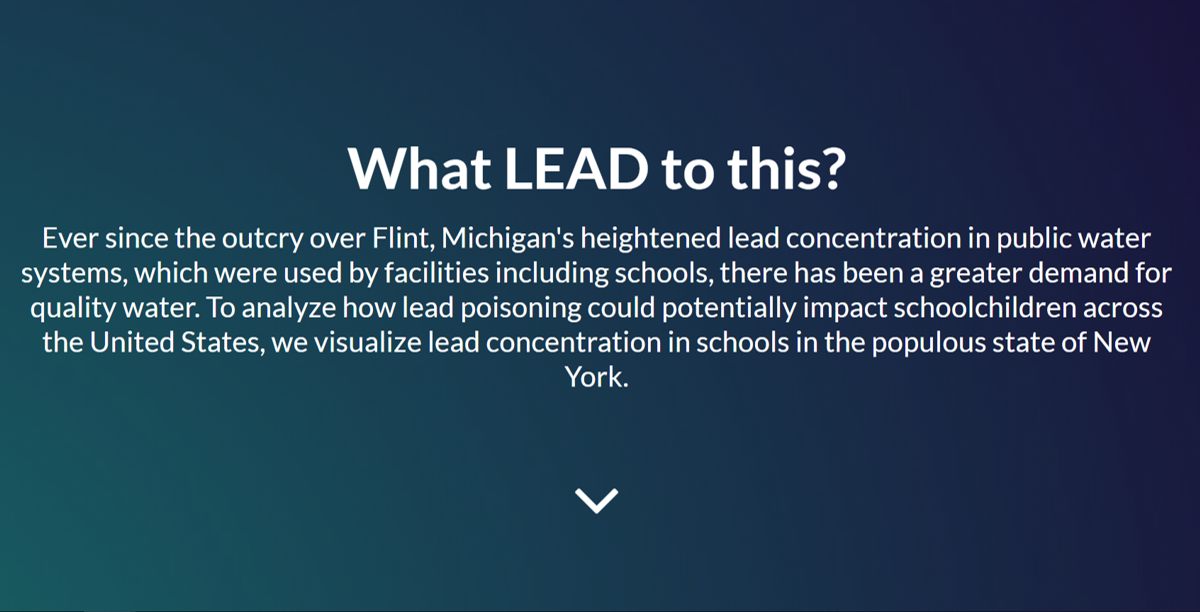 What LEAD to this?
Ever since the outcry over Flint, Michigan's heightened lead concentration in public water
systems, which were used by facilities including schools, there has been a greater demand for
quality water. To analyze how lead poisoning could potentially impact schoolchildren across
the United States, we visualize lead concentration in schools in the populous state of New
York.